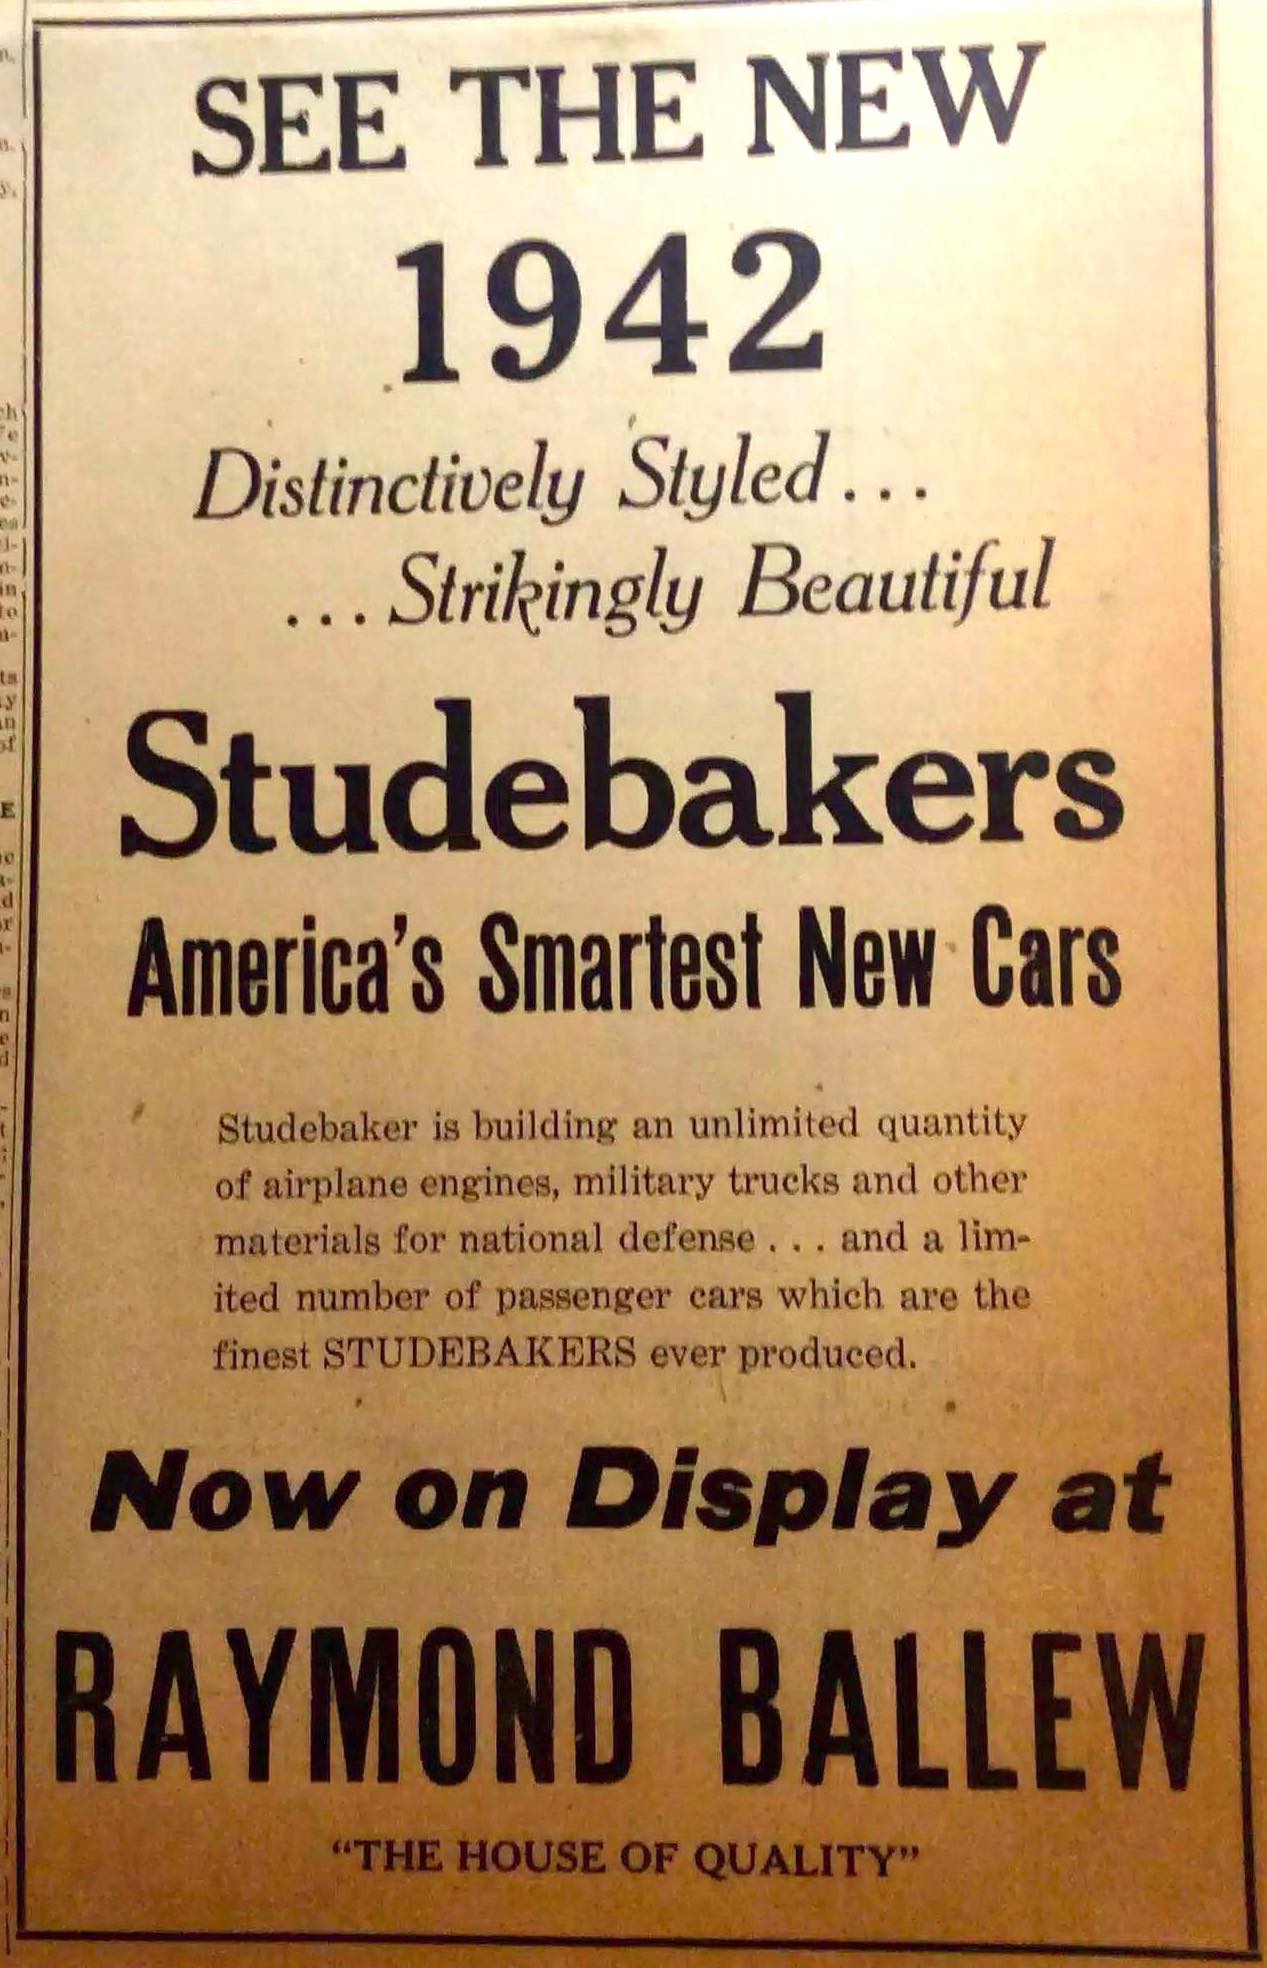 SEE THE NEW
1942
Distinctively Styled . . .
. . . Strikingly Beautiful
Studebakers
America's Smartest New Cars
Studebaker is building an unlimited quantity
of airplane engines, military trucks and other
materials for national defense . . . and a lim-
ited number of passenger cars which are the
finest STUDEBAKERS ever produced.
Now on Display at
RAYMOND BALLEW
"THE HOUSE OF QUALITY"